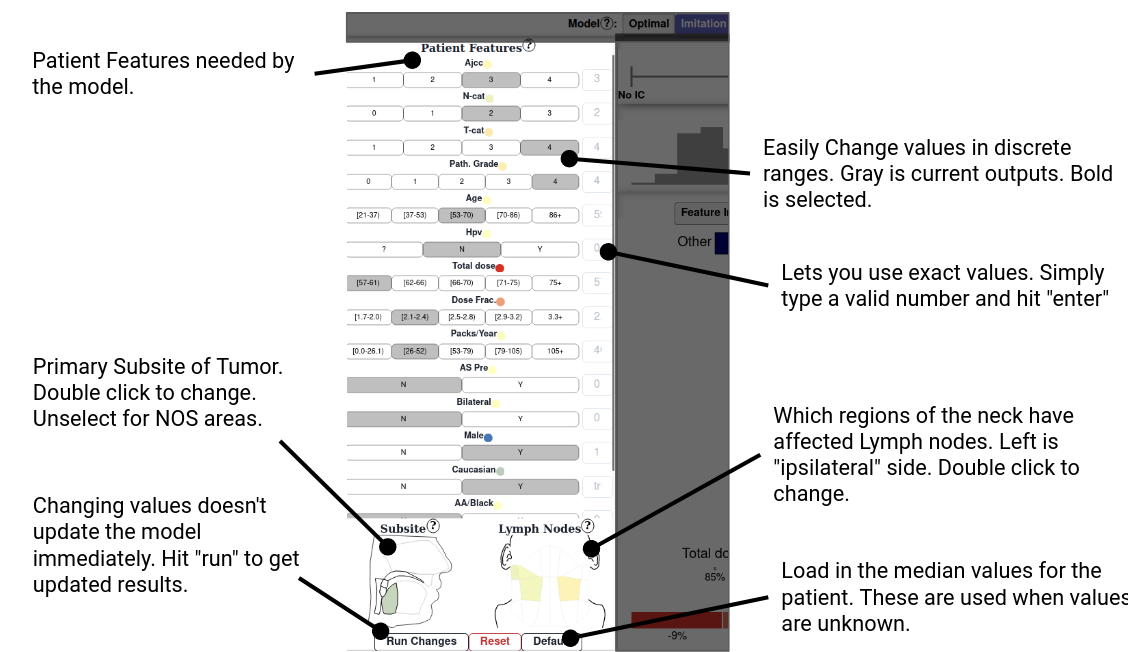 Model?: Optimal Imitation
Patient Features needed by
the model.
Patient Features?
Ajcc
1 2 3 4 3
N-cat
0 1 2 3 2
T-cat
1 2 3 4 4
Path. Grade
0 1 2 3 4 4
Age
[21-37) [37-53) [53-70) [70-86) 86+ 5
Hpv
? N Y 0
Total dose
[57-61) [62-66) [66-70) [71-75) 75+ 5
Dose Frac.
[1.7-2.0) [2.1-2.4) [2.5-2.8) [2.9-3.2) 3.3+ 2
Packs/Year
[0.0-26.1) [26-52) [53-79) [79-105) 105+ 4
AS Pre
N Y 0
Bilateral
N Y 0
Male
N Y 1
Caucasian
N Y tr
AA/Black
Subsite? Lymph Nodes?
Run Changes Reset Defau
No IC
Feature I
Other
Total do
85%
-9%
Easily Change values in discrete
ranges. Gray is current outputs. Bold
is selected.
Lets you use exact values. Simply
type a valid number and hit "enter"
Primary Subsite of Tumor.
Double click to change.
Unselect for NOS areas.
Which regions of the neck have
affected Lymph nodes. Left is
"ipsilateral" side. Double click to
change.
Changing values doesn't
update the model
immediately. Hit "run" to get
updated results.
Load in the median values for the
patient. These are used when values
are unknown.